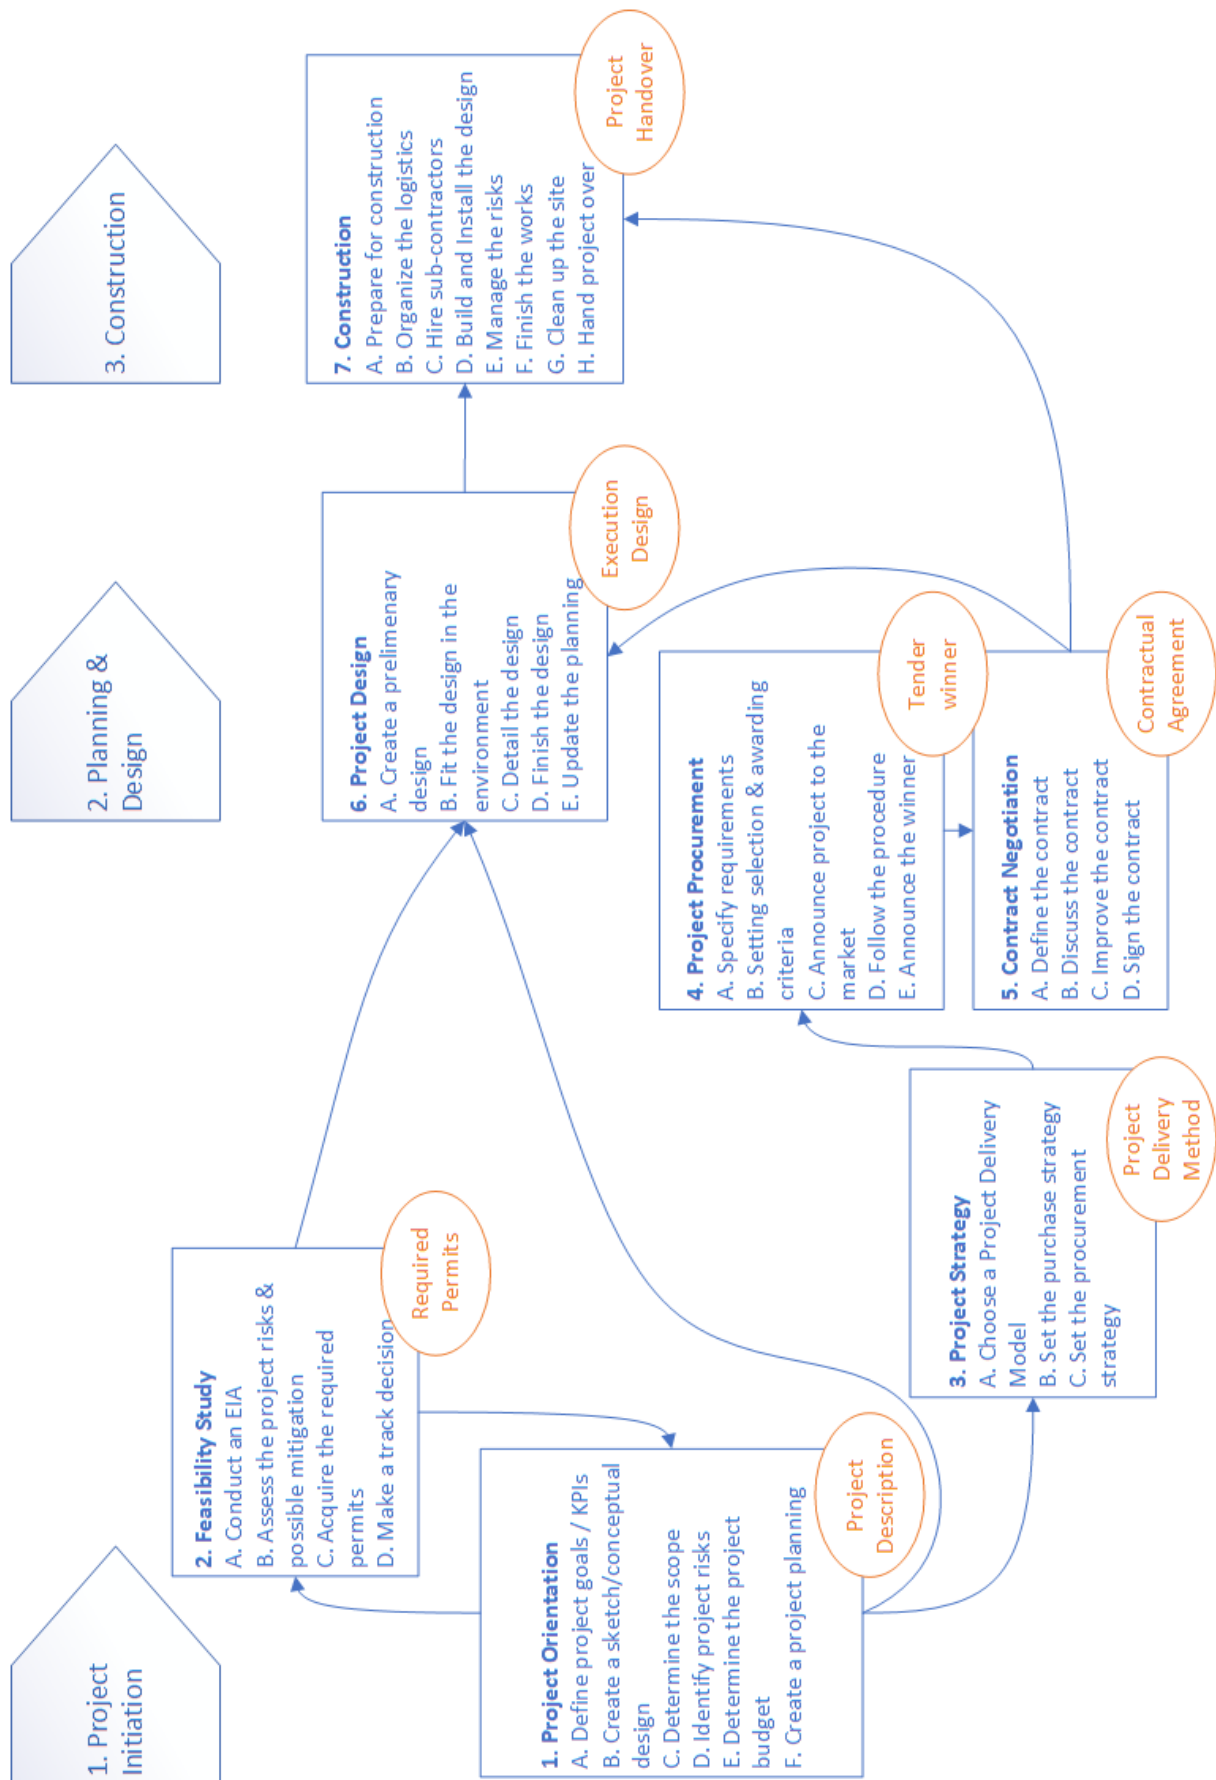 1. Project
Initiation
2. Planning &
Design
3. Construction
1. Project Orientation
A. Define project goals / KPIs
B. Create a sketch/conceptual
design
C. Determine the scope
D. Identify project risks
E. Determine the project
budget
F. Create a project planning
Project
Description
2. Feasibility Study
A. Conduct an EIA
B. Assess the project risks &
possible mitigation
C. Acquire the required
permits
D. Make a track decision
Required
Permits
3. Project Strategy
A. Choose a Project Delivery
Model
B. Set the purchase strategy
C. Set the procurement
strategy
Project
Delivery
Method
4. Project Procurement
A. Specify requirements
B. Setting selection & awarding
criteria
C. Announce project to the
market
D. Follow the procedure
E. Announce the winner
Tender
winner
5. Contract Negotiation
A. Define the contract
B. Discuss the contract
C. Improve the contract
D. Sign the contract
Contractual
Agreement
6. Project Design
A. Create a prelimenary
design
B. Fit the design in the
environment
C. Detail the design
D. Finish the design
E. Update the planning
Execution
Design
7. Construction
A. Prepare for construction
B. Organize the logistics
C. Hire sub-contractors
D. Build and Install the design
E. Manage the risks
F. Finish the works
G. Clean up the site
H. Hand project over
Project
Handover